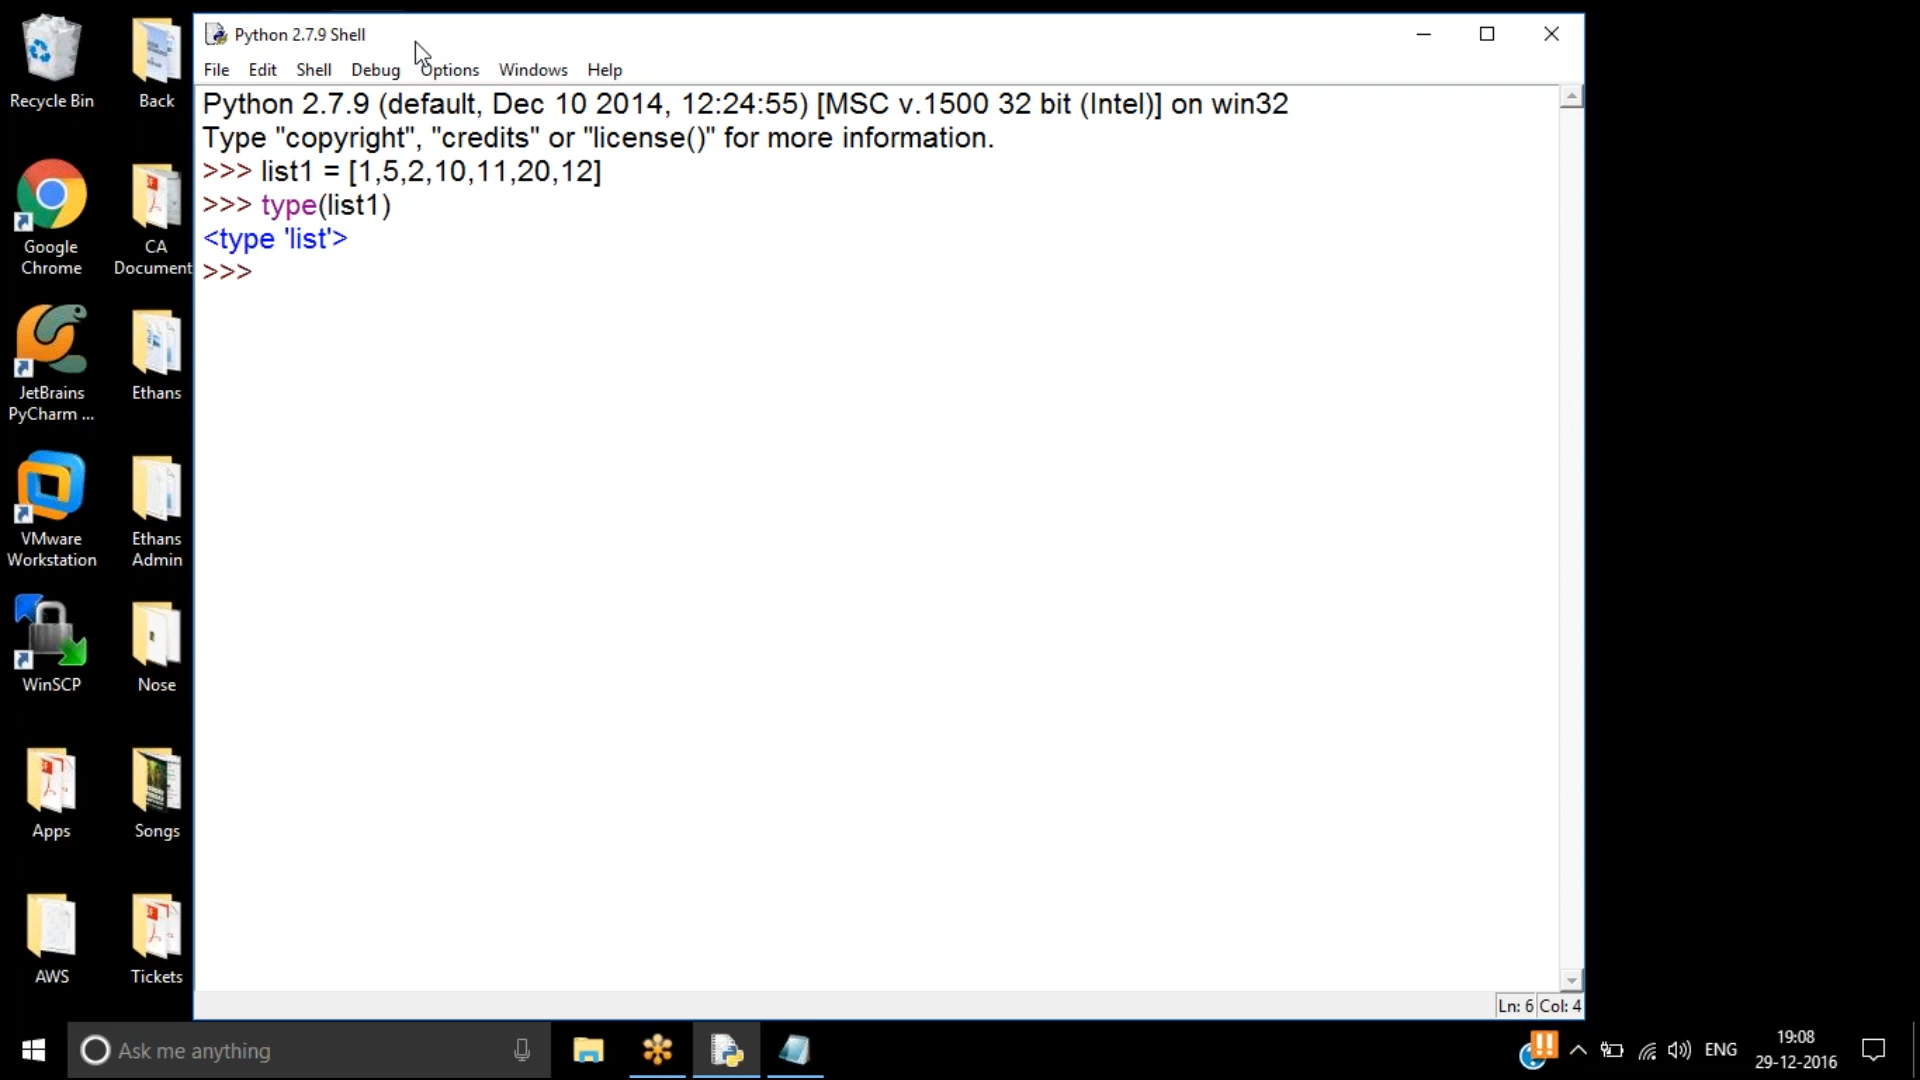 Python 2.7.9 Shell
File Edit Shell Debug Options Windows Help
Python 2.7.9 (default, Dec 10 2014, 12:24:55) [MSC v.1500 32 bit (Intel)] on win32
Type "copyright", "credits" or "license()" for more information.
>>> list1 = [1,5,2,10,11,20,12]
>>> type(list1)
<type 'list'>
>>>
Ln: 6 Col: 4
Recycle Bin
Back
Google
Chrome
CA
Document
JetBrains
PyCharm ...
Ethans
VMware
Workstation
Ethans
Admin
WinSCP
Nose
Apps
Songs
AWS
Tickets
Ask me anything
ENG
19:08
29-12-2016